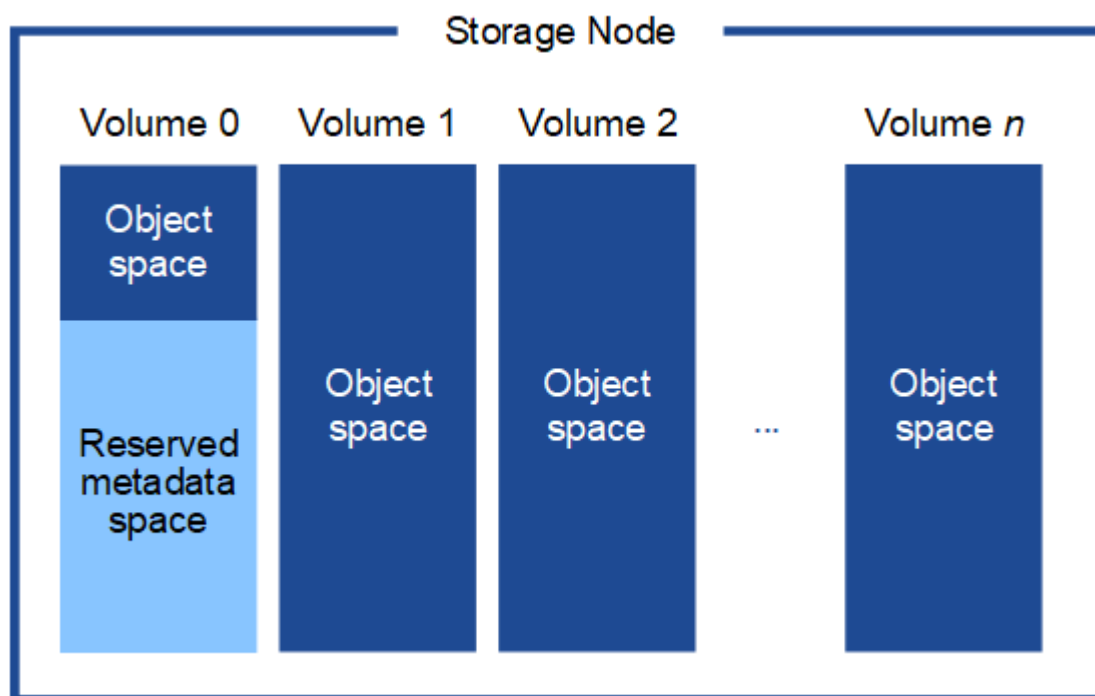 Storage Node
Volume 0
Volume 1
Volume 2
Volume n
Object
space
Reserved
metadata
space
Object
space
Object
space
...
Object
space